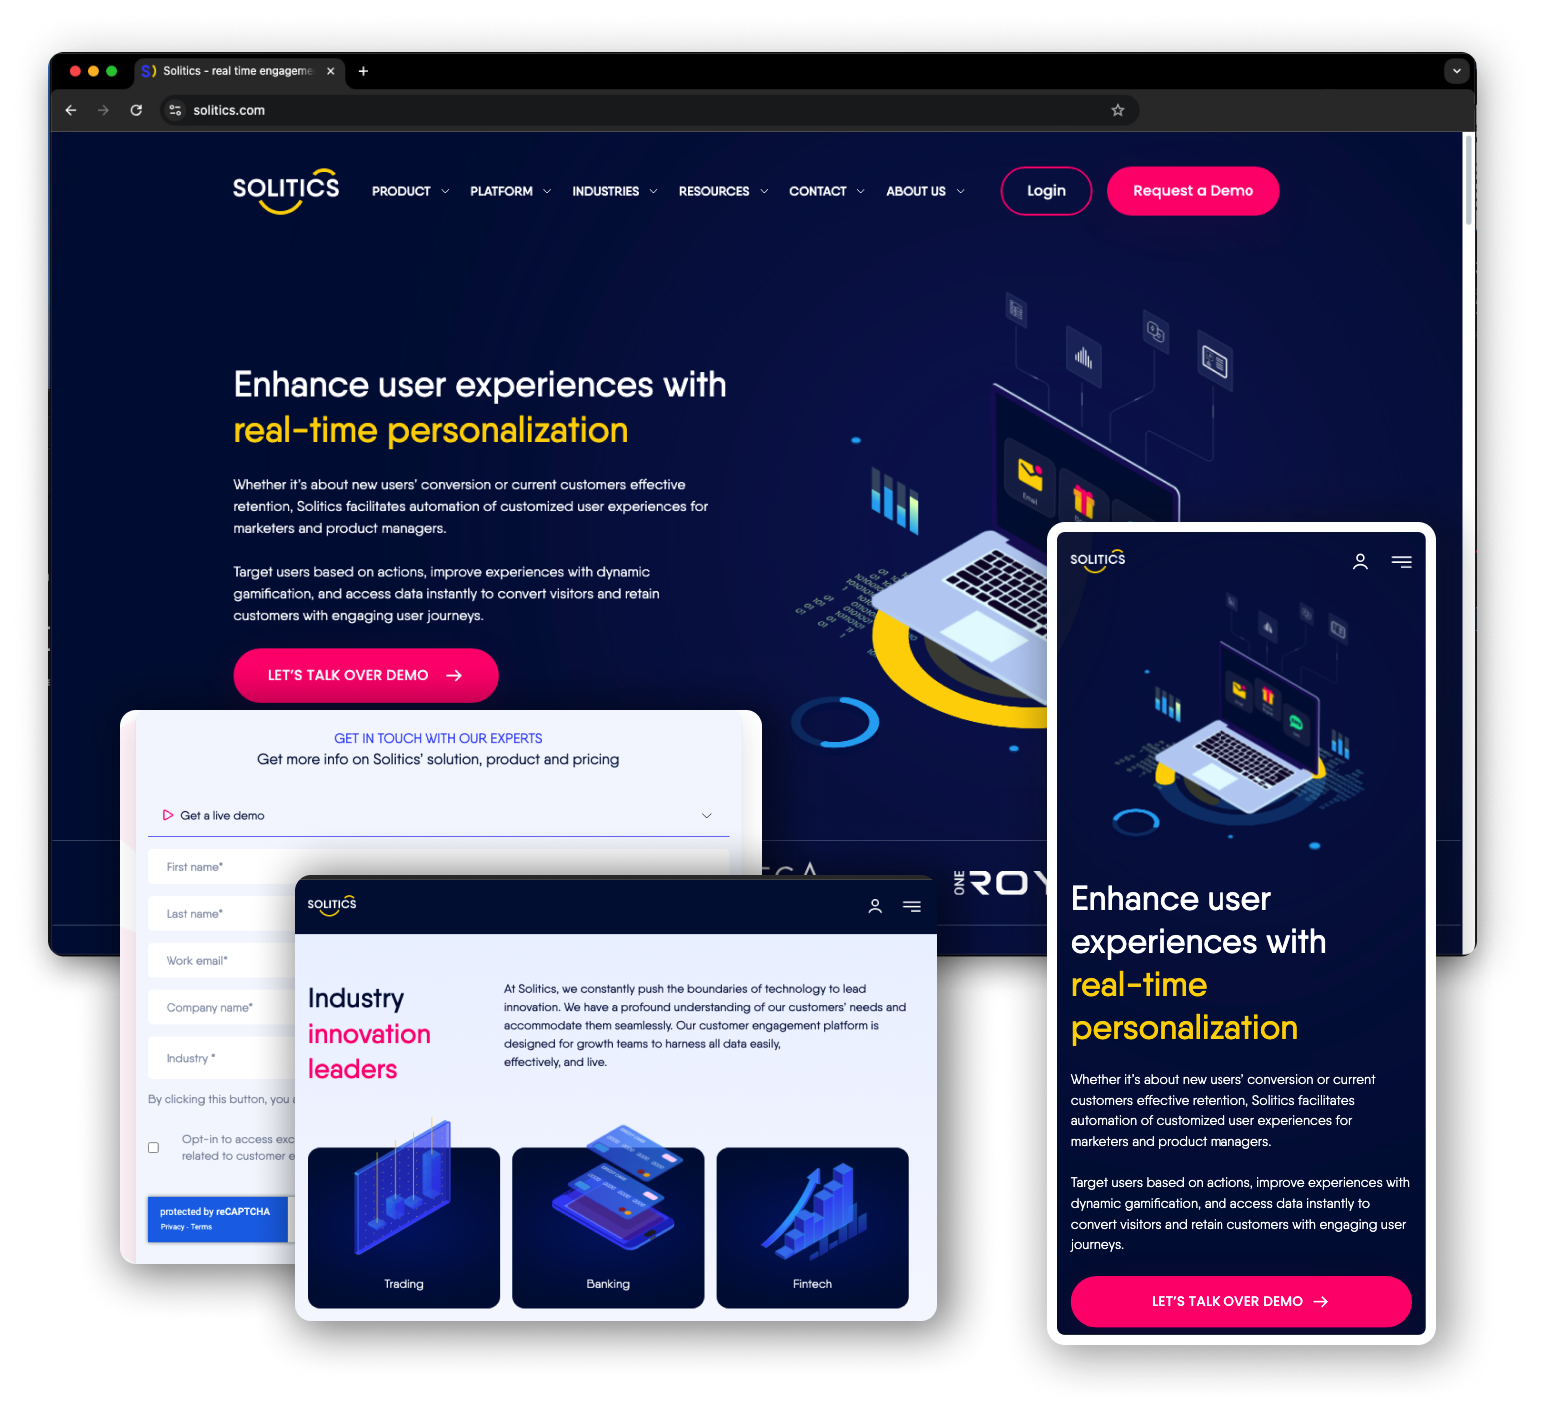 Solitics - real time engageme
solitics.com
SOLITICS
PRODUCT
PLATFORM
INDUSTRIES
RESOURCES
CONTACT
ABOUT US
Login
Request a Demo
Enhance user experiences with
real-time personalization
Whether it's about new users' conversion or current customers effective
retention, Solitics facilitates automation of customized user experiences for
marketers and product managers.
Target users based on actions, improve experiences with dynamic
gamification, and access data instantly to convert visitors and retain
customers with engaging user journeys.
LET'S TALK OVER DEMO
Email
ONE ROY
GET IN TOUCH WITH OUR EXPERTS
Get more info on Solitics' solution, product and pricing
Get a live demo
First name*
Last name*
Work email*
Company name*
Industry *
By clicking this button, you a
Opt-in to access exc
related to customer e
protected by reCAPTCHA
Privacy - Terms
SOLITICS
Industry
innovation
leaders
At Solitics, we constantly push the boundaries of technology to lead
innovation. We have a profound understanding of our customers' needs and
accommodate them seamlessly. Our customer engagement platform is
designed for growth teams to harness all data easily,
effectively, and live.
Trading
Banking
Fintech
SOLITICS
Enhance user
experiences with
real-time
personalization
Whether it's about new users' conversion or current
customers effective retention, Solitics facilitates
automation of customized user experiences for
marketers and product managers.
Target users based on actions, improve experiences with
dynamic gamification, and access data instantly to
convert visitors and retain customers with engaging user
journeys.
LET'S TALK OVER DEMO